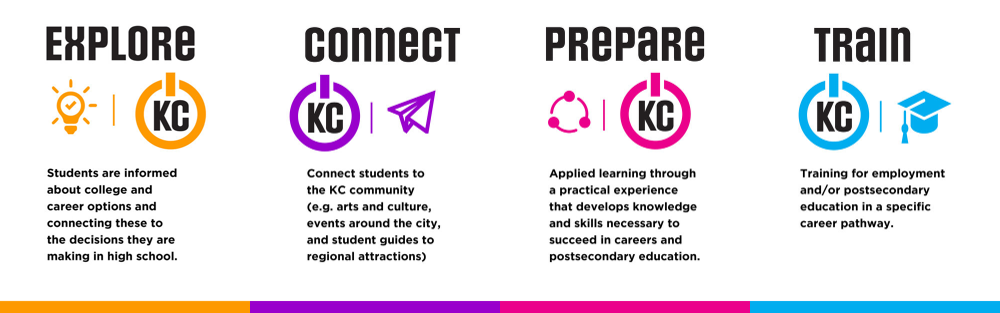 EXPLORE
KC
Students are informed
about college and
career options and
connecting these to
the decisions they are
making in high school.
CONNECT
KC
Connect students to
the KC community
(e.g. arts and culture,
events around the city,
and student guides to
regional attractions)
PREPARE
KC
Applied learning through
a practical experience
that develops knowledge
and skills necessary to
succeed in careers and
postsecondary education.
TRAIN
KC
Training for employment
and/or postsecondary
education in a specific
career pathway.